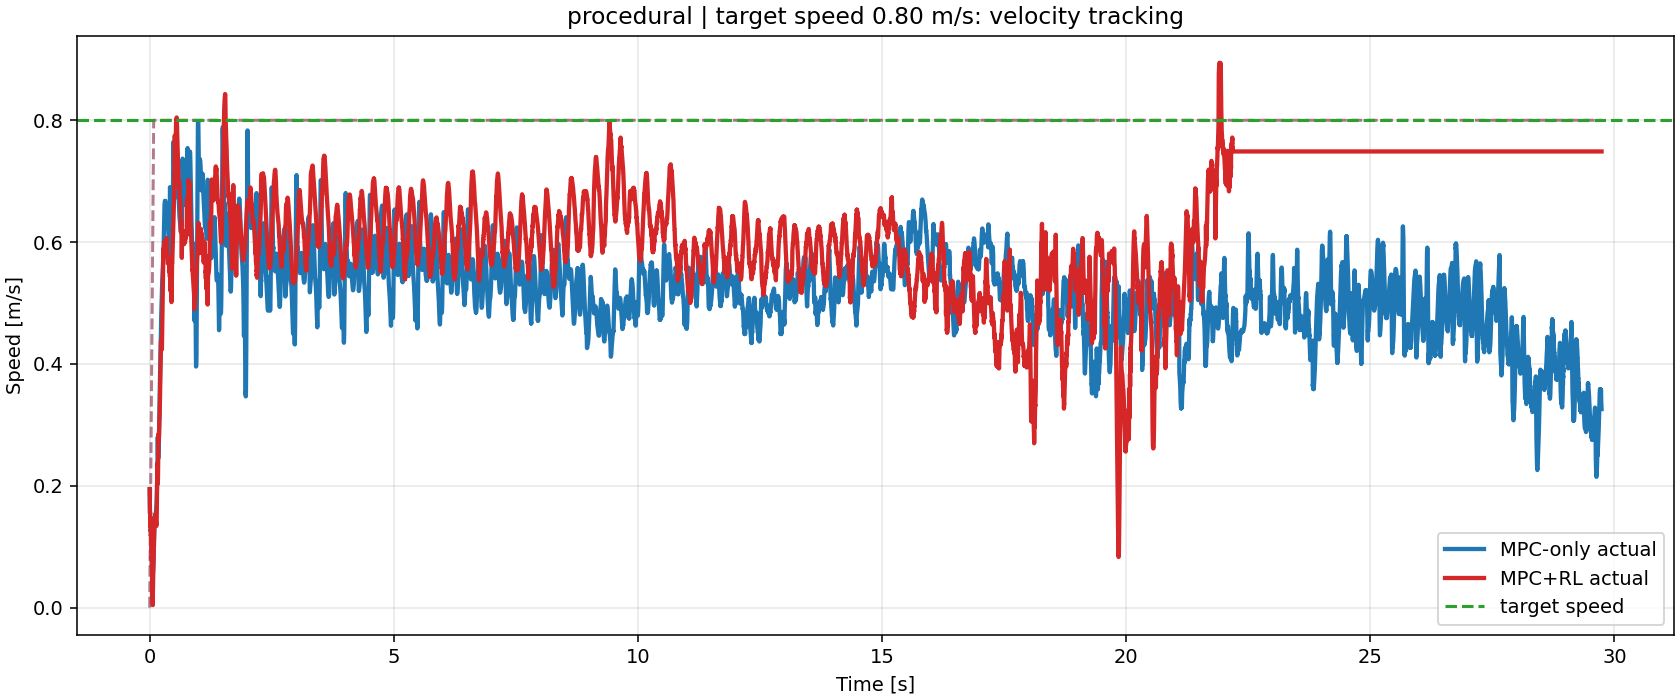 procedural | target speed 0.80 m/s: velocity tracking
Speed [m/s]
0.8
0.6
0.4
0.2
0.0
0
5
10
15
20
25
30
Time [s]
MPC-only actual
MPC+RL actual
target speed